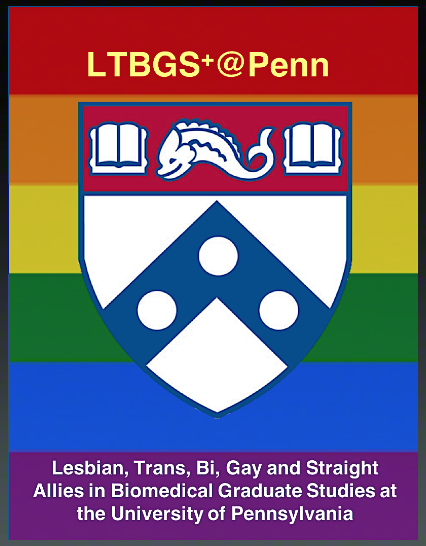 LTBGS⁺@Penn
Lesbian, Trans, Bi, Gay and Straight
Allies in Biomedical Graduate Studies at
the University of Pennsylvania